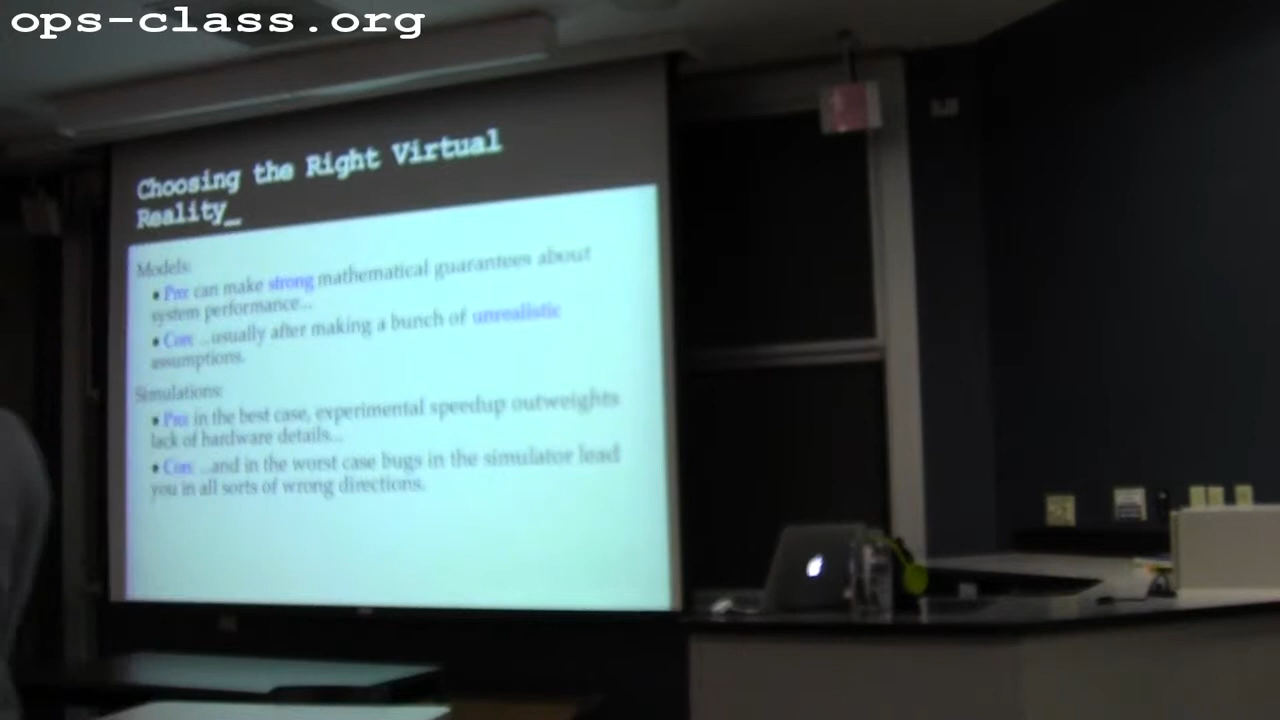 ops-class.org
Choosing the Right Virtual
Reality_
Models:
• Pro: can make strong mathematical guarantees about
system performance...
• Con: ...usually after making a bunch of unrealistic
assumptions.
Simulations:
• Pro: in the best case, experimental speedup outweights
lack of hardware details...
• Con: ...and in the worst case bugs in the simulator lead
you in all sorts of wrong directions.